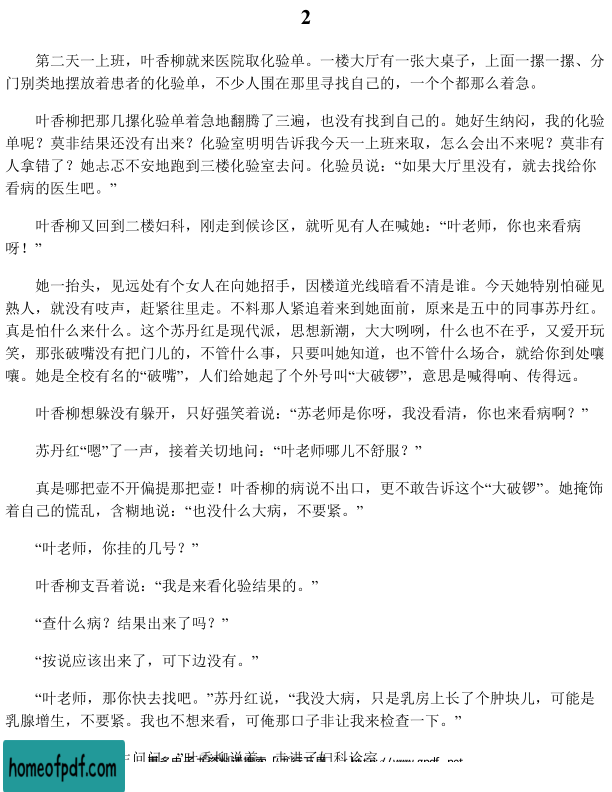 2
第二天一上班，叶香柳就来医院取化验单。一楼大厅有一张大桌子，上面一摞一摞、分
门别类地摆放着患者的化验单，不少人围在那里寻找自己的，一个个都那么着急。
叶香柳把那几摞化验单着急地翻腾了三遍，也没有找到自己的。她好生纳闷，我的化验
单呢？莫非结果还没有出来？化验室明明告诉我今天一上班来取，怎么会出不来呢？莫非有
人拿错了？她忐忑不安地跑到三楼化验室去问。化验员说：“如果大厅里没有，就去找给你
看病的医生吧。”
叶香柳又回到二楼妇科，刚走到候诊区，就听见有人在喊她：“叶老师，你也来看病
呀！”
她一抬头，见远处有个女人在向她招手，因楼道光线暗看不清是谁。今天她特别怕碰见
熟人，就没有吱声，赶紧往里走。不料那人紧追着来到她面前，原来是五中的同事苏丹红。
真是怕什么来什么。这个苏丹红是现代派，思想新潮，大大咧咧，什么也不在乎，又爱开玩
笑，那张破嘴没有把门儿的，不管什么事，只要叫她知道，也不管什么场合，就给你到处嚷
嚷。她是全校有名的“破嘴”，人们给她起了个外号叫“大破锣”，意思是喊得响、传得远。
叶香柳想躲没有躲开，只好强笑着说：“苏老师是你呀，我没看清，你也来看病啊？”
苏丹红“嗯”了一声，接着关切地问：“叶老师哪儿不舒服？”
真是哪把壶不开偏提那把壶！叶香柳的病说不出口，更不敢告诉这个“大破锣”。她掩饰
着自己的慌乱，含糊地说：“也没什么大病，不要紧。”
“叶老师，你挂的几号？”
叶香柳支吾着说：“我是来看化验结果的。”
“查什么病？结果出来了吗？”
“按说应该出来了，可下边没有。”
“叶老师，那你快去找吧。”苏丹红说，“我没大病，只是乳房上长了个肿块儿，可能是
乳腺增生，不要紧。我也不想来看，可俺那口子非让我来检查一下。”
问问。”叶香柳说着，走进了妇科诊室
homeofpdf.com